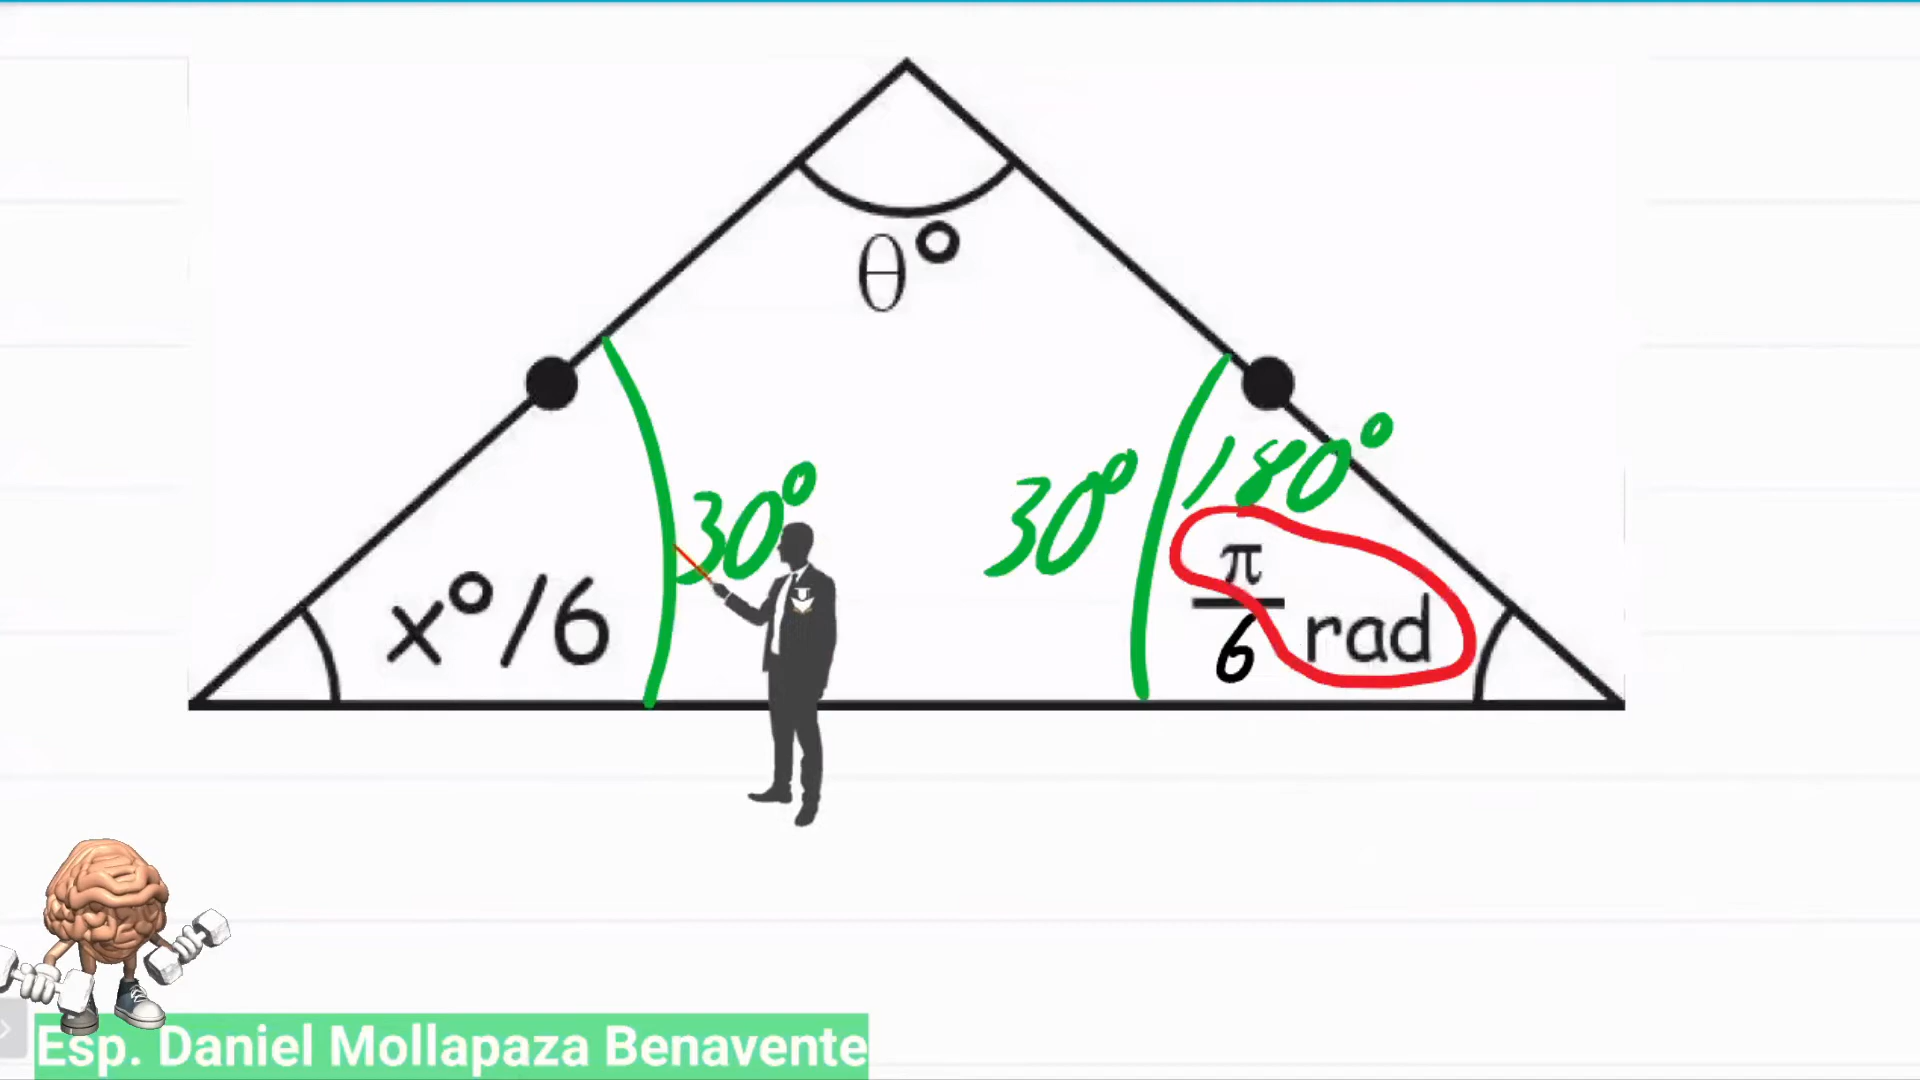 θ°
180°
30°
30°
π/6 rad
x°/6
Esp. Daniel Mollapaza Benavente